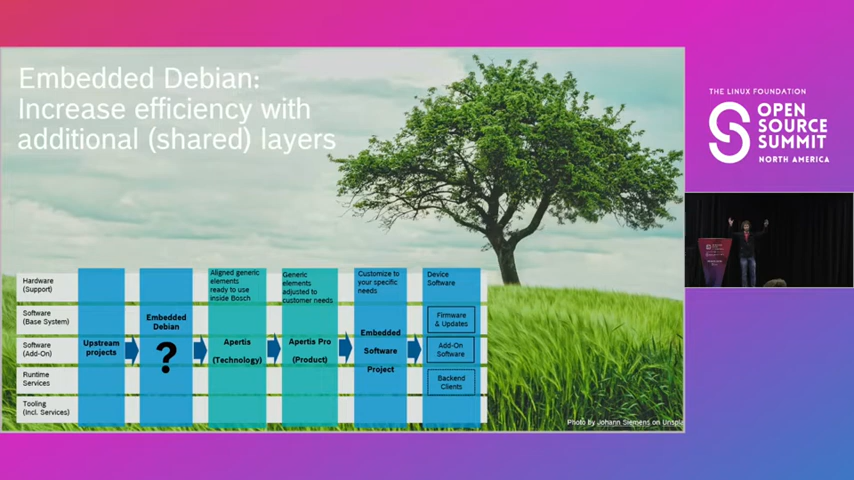 Embedded Debian:
Increase efficiency with
additional (shared) layers
THE LINUX FOUNDATION
OPEN
SOURCE
SUMMIT
NORTH AMERICA
Hardware
(Support)
Software
(Base System)
Software
(Add-On)
Runtime
Services
Tooling
(Incl. Services)
Upstream
projects
Embedded
Debian
?
Aligned generic
elements
ready to use
inside Bosch
Apertis
(Technology)
Generic
elements
adjusted to
customer needs
Apertis Pro
(Product)
Customize to
your specific
needs
Embedded
Software
Project
Device
Software
Firmware
& Updates
Add-On
Software
Backend
Clients
Photo by Johann Siemens on Unspla